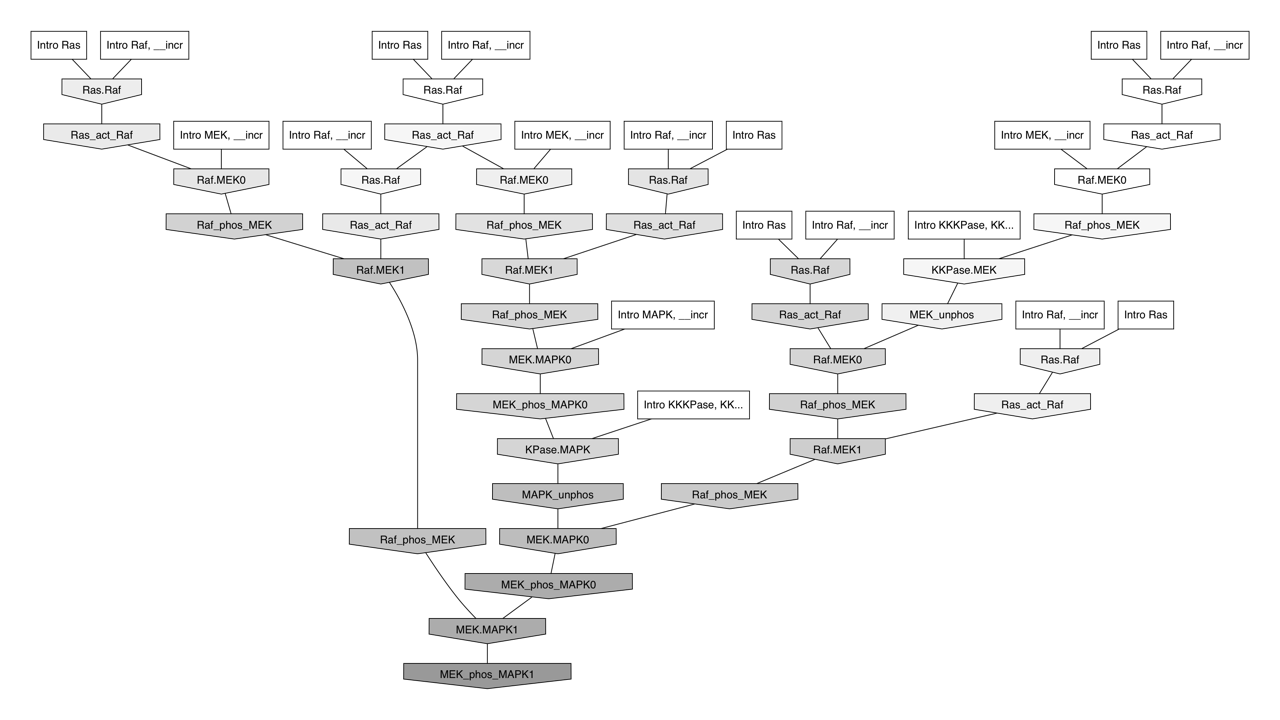 Intro Ras
Intro Raf, __incr
Intro Ras
Intro Raf, __incr
Intro Ras
Intro Raf, __incr
Ras.Raf
Ras.Raf
Ras.Raf
Ras_act_Raf
Intro MEK, __incr
Intro Raf, __incr
Ras_act_Raf
Intro MEK, __incr
Intro Raf, __incr
Intro Ras
Intro MEK, __incr
Ras_act_Raf
Raf.MEK0
Ras.Raf
Raf.MEK0
Ras.Raf
Raf.MEK0
Raf_phos_MEK
Ras_act_Raf
Raf_phos_MEK
Ras_act_Raf
Intro Ras
Intro Raf, __incr
Intro KKKPase, KK...
Raf_phos_MEK
Raf.MEK1
Raf.MEK1
Ras.Raf
KKPase.MEK
Raf_phos_MEK
Intro MAPK, __incr
Ras_act_Raf
MEK_unphos
Intro Raf, __incr
Intro Ras
MEK.MAPK0
Raf.MEK0
Ras.Raf
MEK_phos_MAPK0
Intro KKKPase, KK...
Raf_phos_MEK
Ras_act_Raf
KPase.MAPK
Raf.MEK1
MAPK_unphos
Raf_phos_MEK
Raf_phos_MEK
MEK.MAPK0
MEK_phos_MAPK0
MEK.MAPK1
MEK_phos_MAPK1